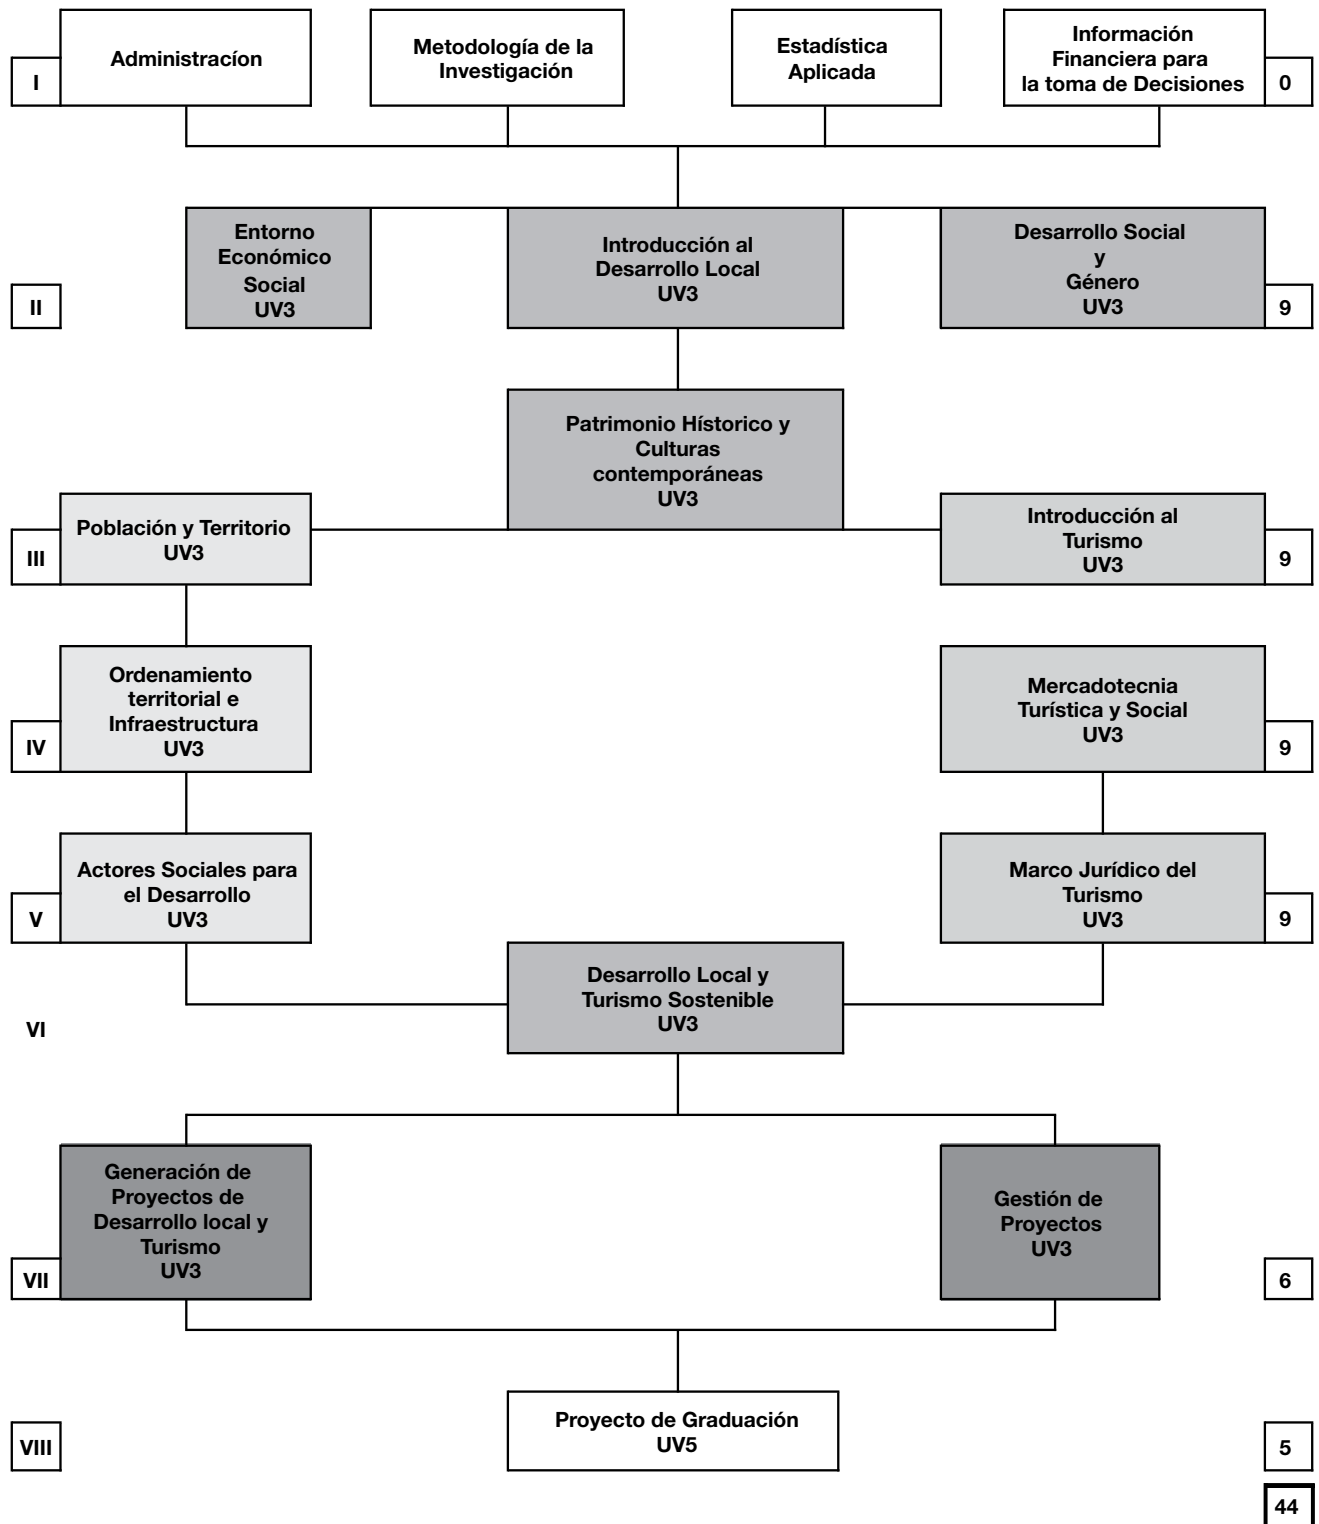 Administracíon
Metodología de la
Investigación
Estadística
Aplicada
Información
Financiera para
la toma de Decisiones
I
0
Entorno
Económico
Social
UV3
Introducción al
Desarrollo Local
UV3
Desarrollo Social
y
Género
UV3
II
9
Patrimonio Hístorico y
Culturas
contemporáneas
UV3
Población y Territorio
UV3
Introducción al
Turismo
UV3
III
9
Ordenamiento
territorial e
Infraestructura
UV3
Mercadotecnia
Turística y Social
UV3
IV
9
Actores Sociales para
el Desarrollo
UV3
Marco Jurídico del
Turismo
UV3
V
9
Desarrollo Local y
Turismo Sostenible
UV3
VI
Generación de
Proyectos de
Desarrollo local y
Turismo
UV3
Gestión de
Proyectos
UV3
VII
6
Proyecto de Graduación
UV5
VIII
5
44